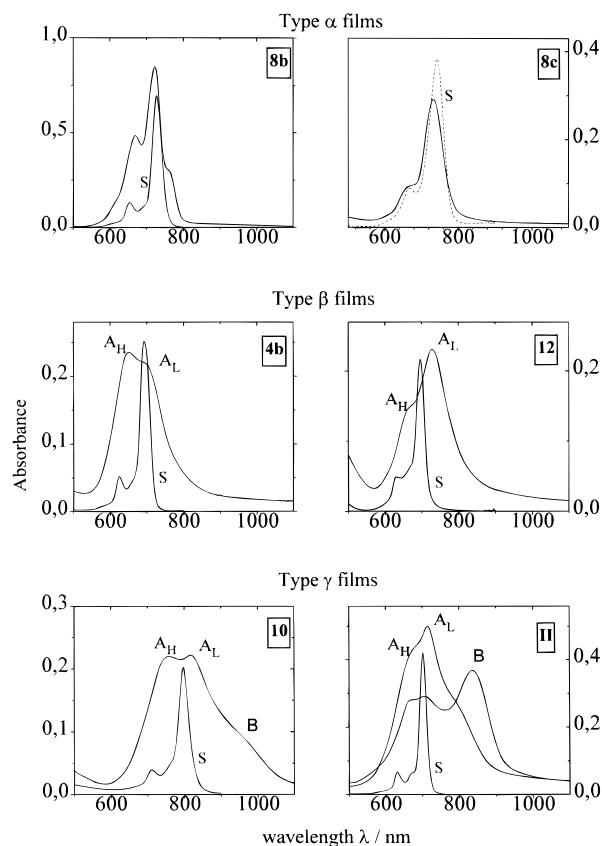 Type α films
1,0 8b 8c 0,4
0,5 S S 0,2
0,0 0,0
600 800 1000 600 800 1000
Type β films
A_H A_L 4b A_L 12
0,2 A_H 0,2
0,1
S S
0,0 0,0
600 800 1000 600 800 1000
Absorbance
Type γ films
0,3 10 II
A_H A_L B A_H A_L B 0,4
0,2
0,1 S S 0,2
0,0 0,0
600 800 1000 600 800 1000
wavelength λ / nm